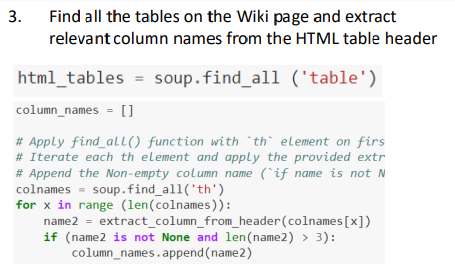 3. Find all the tables on the Wiki page and extract
relevant column names from the HTML table header
html_tables = soup.find_all ('table')
column_names = []
# Apply find_all() function with `th` element on firs
# Iterate each th element and apply the provided extr
# Append the Non-empty column name (`if name is not N
colnames = soup.find_all('th')
for x in range (len(colnames)):
name2 = extract_column_from_header(colnames[x])
if (name2 is not None and len(name2) > 3):
column_names.append(name2)